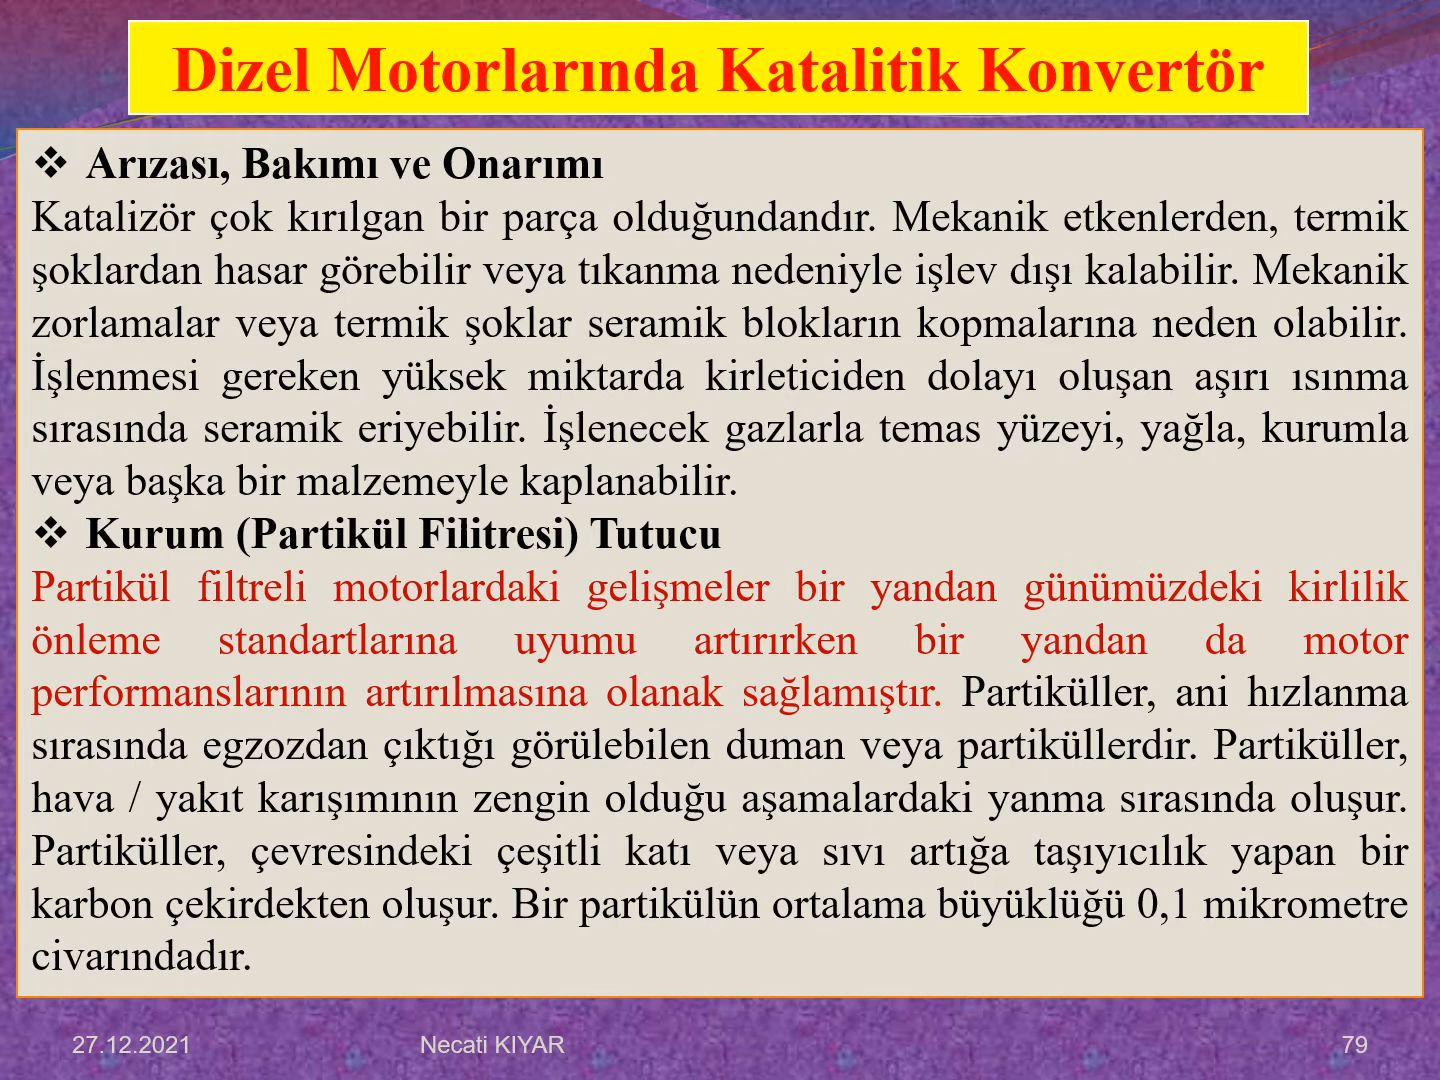 Dizel Motorlarında Katalitik Konvertör
❖ Arızası, Bakımı ve Onarımı
Katalizör çok kırılgan bir parça olduğundandır. Mekanik etkenlerden, termik
şoklardan hasar görebilir veya tıkanma nedeniyle işlev dışı kalabilir. Mekanik
zorlamalar veya termik şoklar seramik blokların kopmalarına neden olabilir.
İşlenmesi gereken yüksek miktarda kirleticiden dolayı oluşan aşırı ısınma
sırasında seramik eriyebilir. İşlenecek gazlarla temas yüzeyi, yağla, kurumla
veya başka bir malzemeyle kaplanabilir.
❖ Kurum (Partikül Filitresi) Tutucu
Partikül filtreli motorlardaki gelişmeler bir yandan günümüzdeki kirlilik
önleme standartlarına uyumu artırırken bir yandan da motor
performanslarının artırılmasına olanak sağlamıştır. Partiküller, ani hızlanma
sırasında egzozdan çıktığı görülebilen duman veya partiküllerdir. Partiküller,
hava / yakıt karışımının zengin olduğu aşamalardaki yanma sırasında oluşur.
Partiküller, çevresindeki çeşitli katı veya sıvı artığa taşıyıcılık yapan bir
karbon çekirdekten oluşur. Bir partikülün ortalama büyüklüğü 0,1 mikrometre
civarındadır.
27.12.2021
Necati KIYAR
79